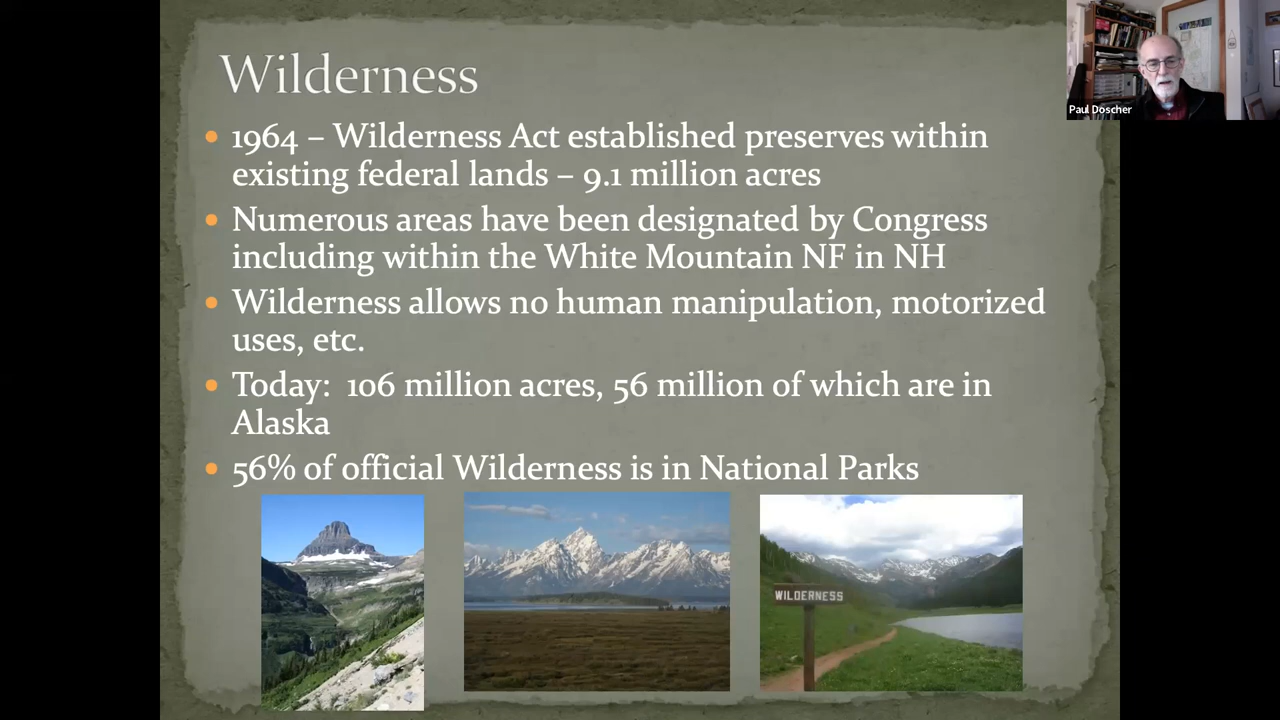 Wilderness
• 1964 – Wilderness Act established preserves within
existing federal lands – 9.1 million acres
• Numerous areas have been designated by Congress
including within the White Mountain NF in NH
• Wilderness allows no human manipulation, motorized
uses, etc.
• Today:  106 million acres, 56 million of which are in
Alaska
• 56% of official Wilderness is in National Parks
WILDERNESS
Paul Doscher